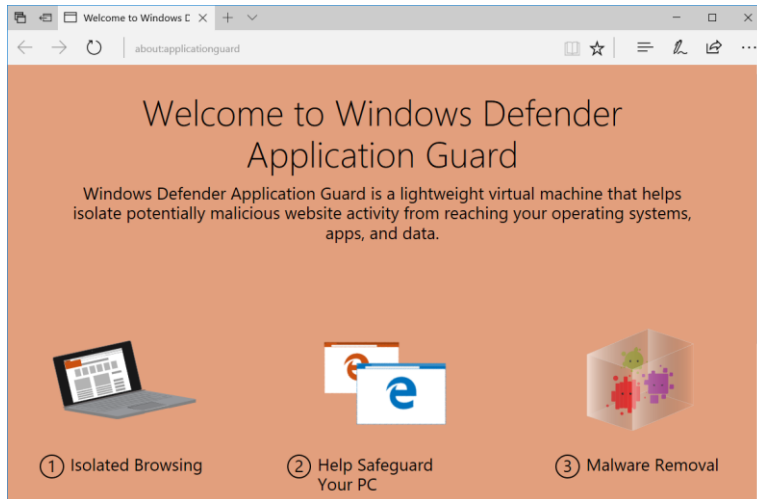 Welcome to Windows D
about:applicationguard
Welcome to Windows Defender
Application Guard
Windows Defender Application Guard is a lightweight virtual machine that helps
isolate potentially malicious website activity from reaching your operating systems,
apps, and data.
1 Isolated Browsing
2 Help Safeguard
Your PC
3 Malware Removal